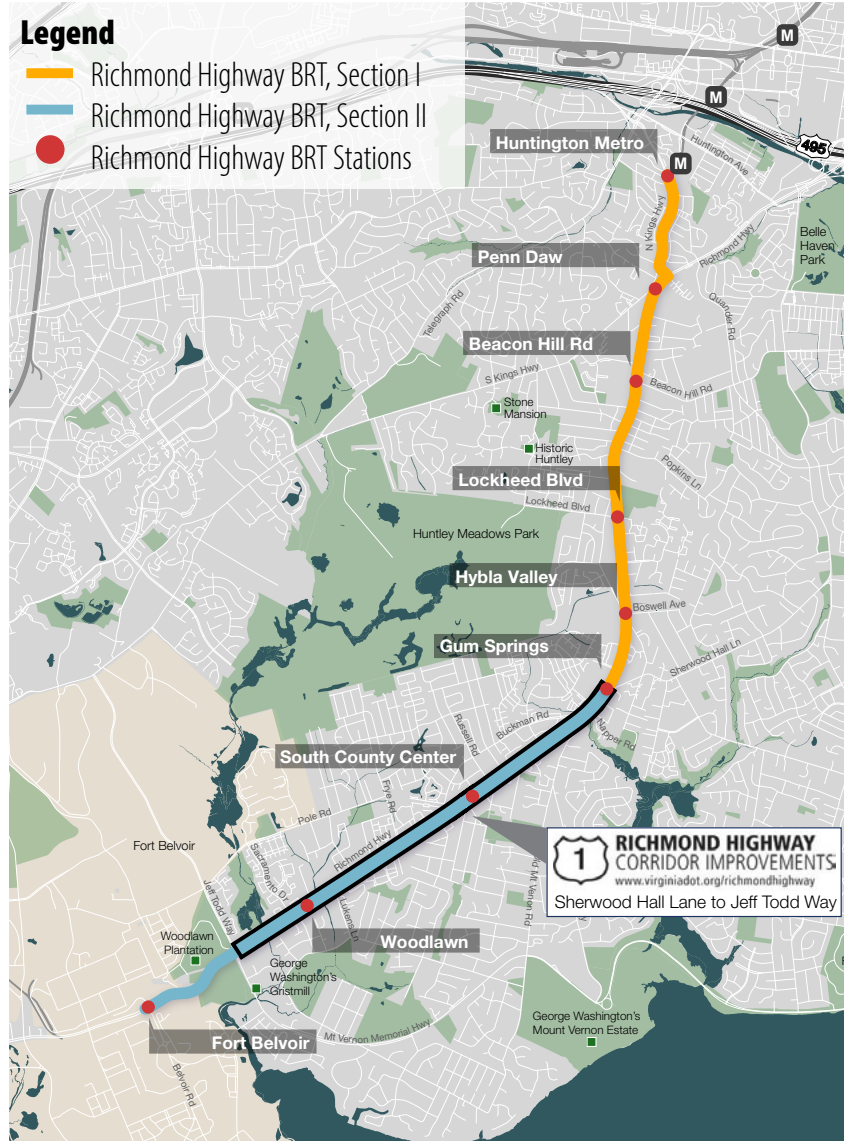 Legend
Richmond Highway BRT, Section I
Richmond Highway BRT, Section II
Richmond Highway BRT Stations
M
M
495
Huntington Metro
M
Huntington Ave
N Kings Hwy
Richmond Hwy
Belle
Haven
Park
Penn Daw
Telegraph Rd
Quander Rd
Beacon Hill Rd
S Kings Hwy
Beacon Hill Rd
Stone
Mansion
Historic
Huntley
Popkins Ln
Lockheed Blvd
Lockheed Blvd
Huntley Meadows Park
Hybla Valley
Boswell Ave
Gum Springs
Sherwood Hall Ln
Russell Rd
Buckman Rd
Napper Rd
South County Center
Frye Rd
Pole Rd
Richmond Hwy
Fort Belvoir
Sacramento Dr
Jeff Todd Way
1
RICHMOND HIGHWAY
CORRIDOR IMPROVEMENTS
www.virginiadot.org/richmondhighway
Sherwood Hall Lane to Jeff Todd Way
Mt Vernon Rd
Lukens Ln
Woodlawn
Woodlawn
Plantation
George
Washington's
Gristmill
George Washington's
Mount Vernon Estate
Mt Vernon Memorial Hwy
Fort Belvoir
Belvoir Rd